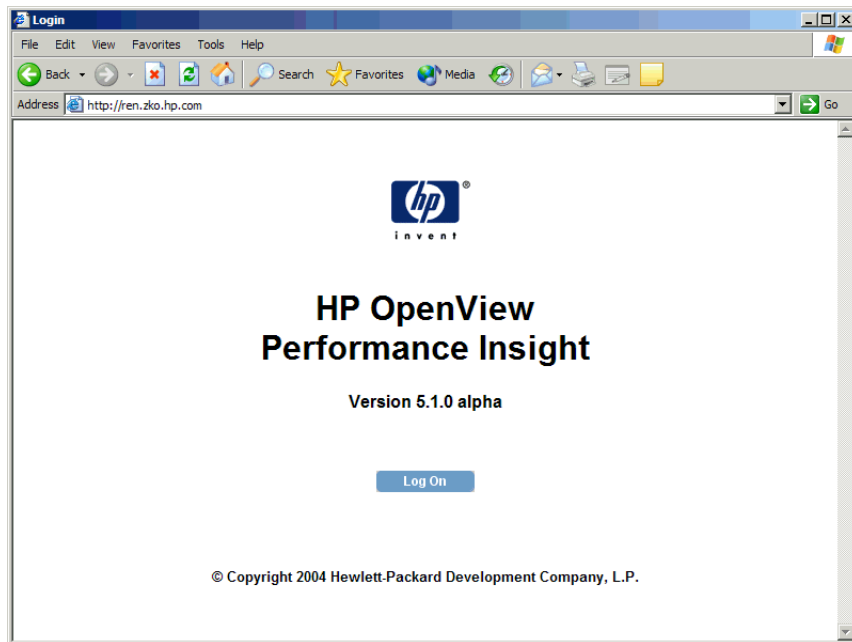 Login
File Edit View Favorites Tools Help
Back Search Favorites Media
Address http://ren.zko.hp.com Go
hp ®
invent
HP OpenView
Performance Insight
Version 5.1.0 alpha
Log On
© Copyright 2004 Hewlett-Packard Development Company, L.P.